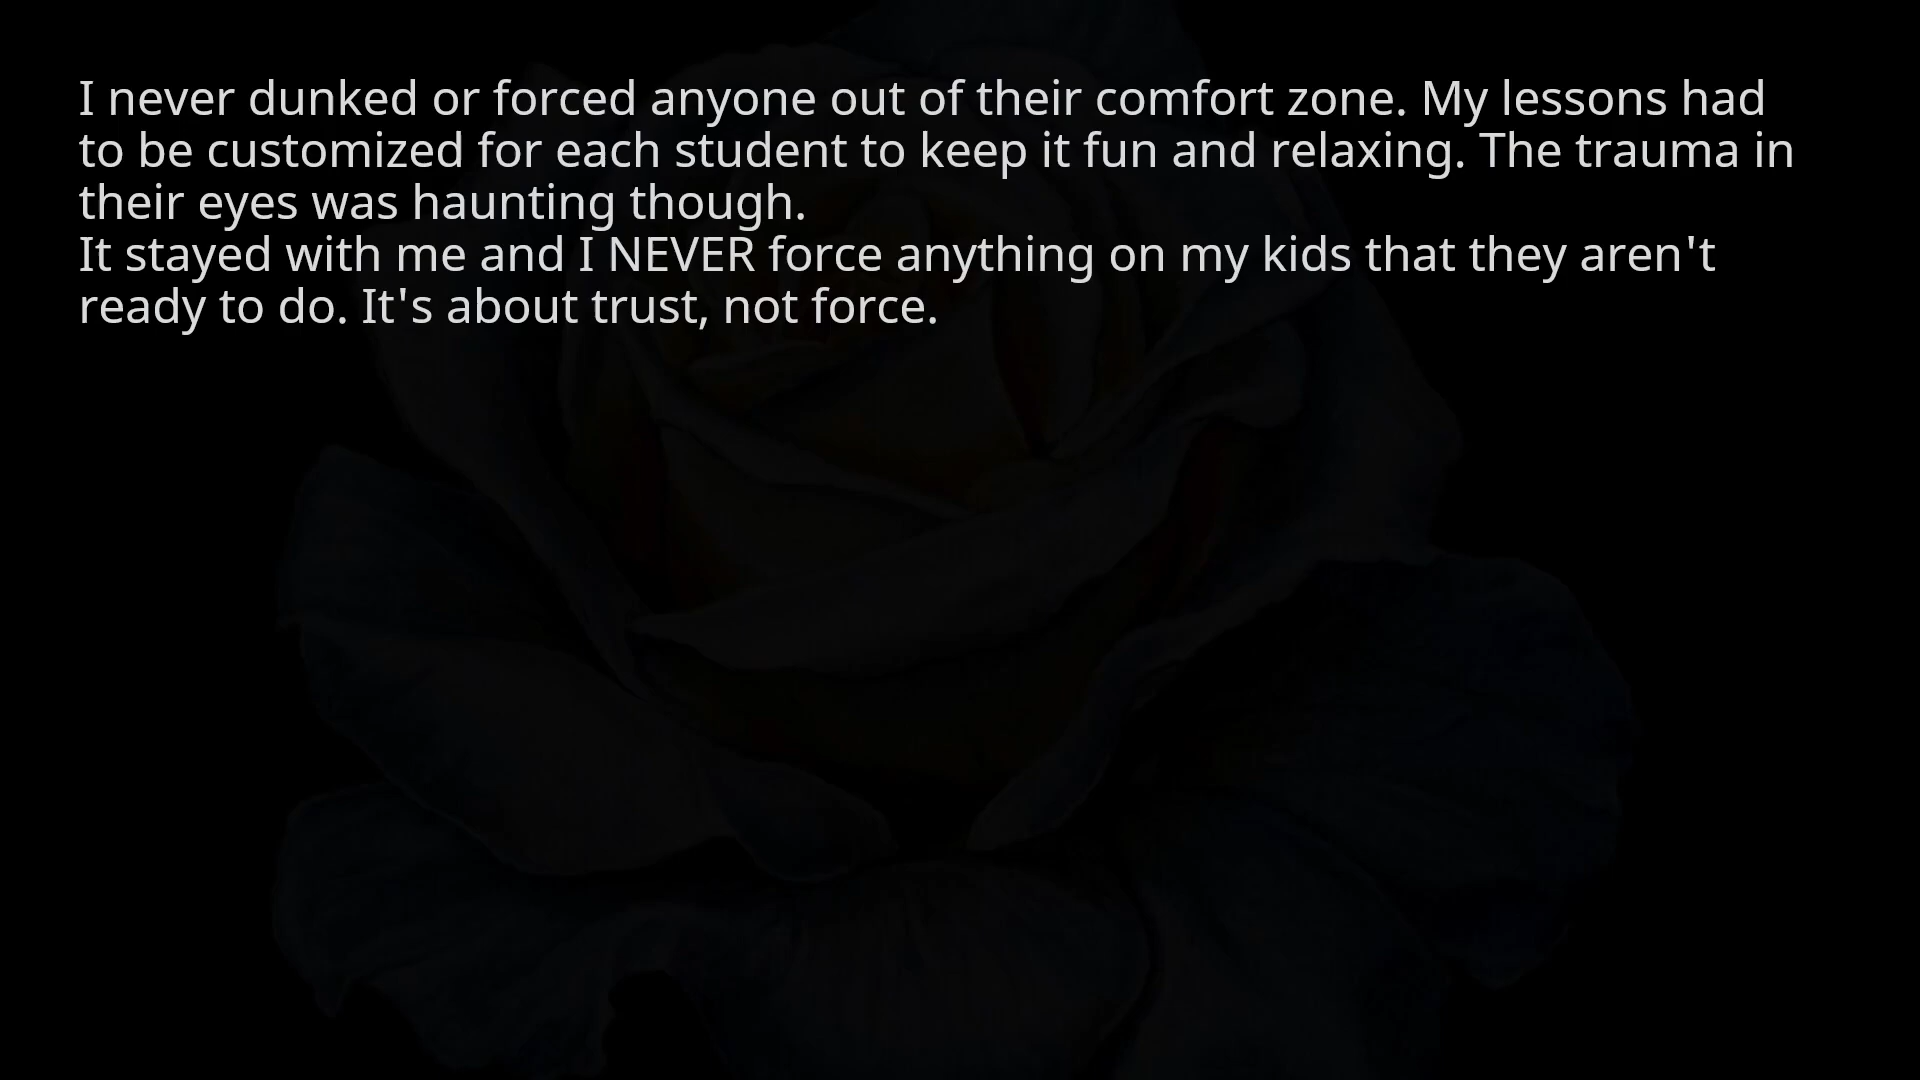 I never dunked or forced anyone out of their comfort zone. My lessons had
to be customized for each student to keep it fun and relaxing. The trauma in
their eyes was haunting though.
It stayed with me and I NEVER force anything on my kids that they aren't
ready to do. It's about trust, not force.